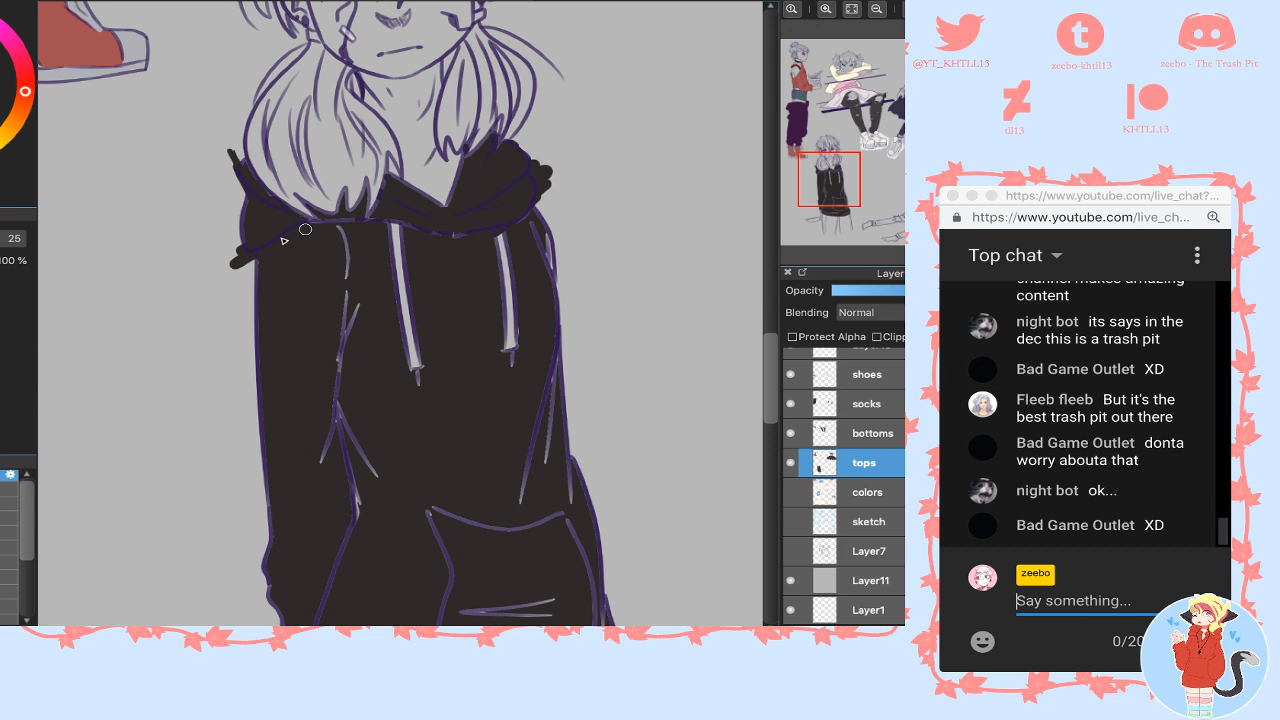 25
00 %
Layer
Opacity
Blending Normal
Protect Alpha
shoes
socks
bottoms
tops
colors
sketch
Layer7
Layer11
Layer1
@YT_KHTLL13
zeebo-khtll13
zeebo - The Trash Pit
tll13
KHTLL13
https://www.youtube.com/live_chat?...
https://www.youtube.com/live_ch...
Top chat
channel makes amazing
content
night bot its says in the
dec this is a trash pit
Bad Game Outlet XD
Fleeb fleeb But it's the
best trash pit out there
Bad Game Outlet donta
worry abouta that
night bot ok...
Bad Game Outlet XD
zeebo
Say something...
0/20